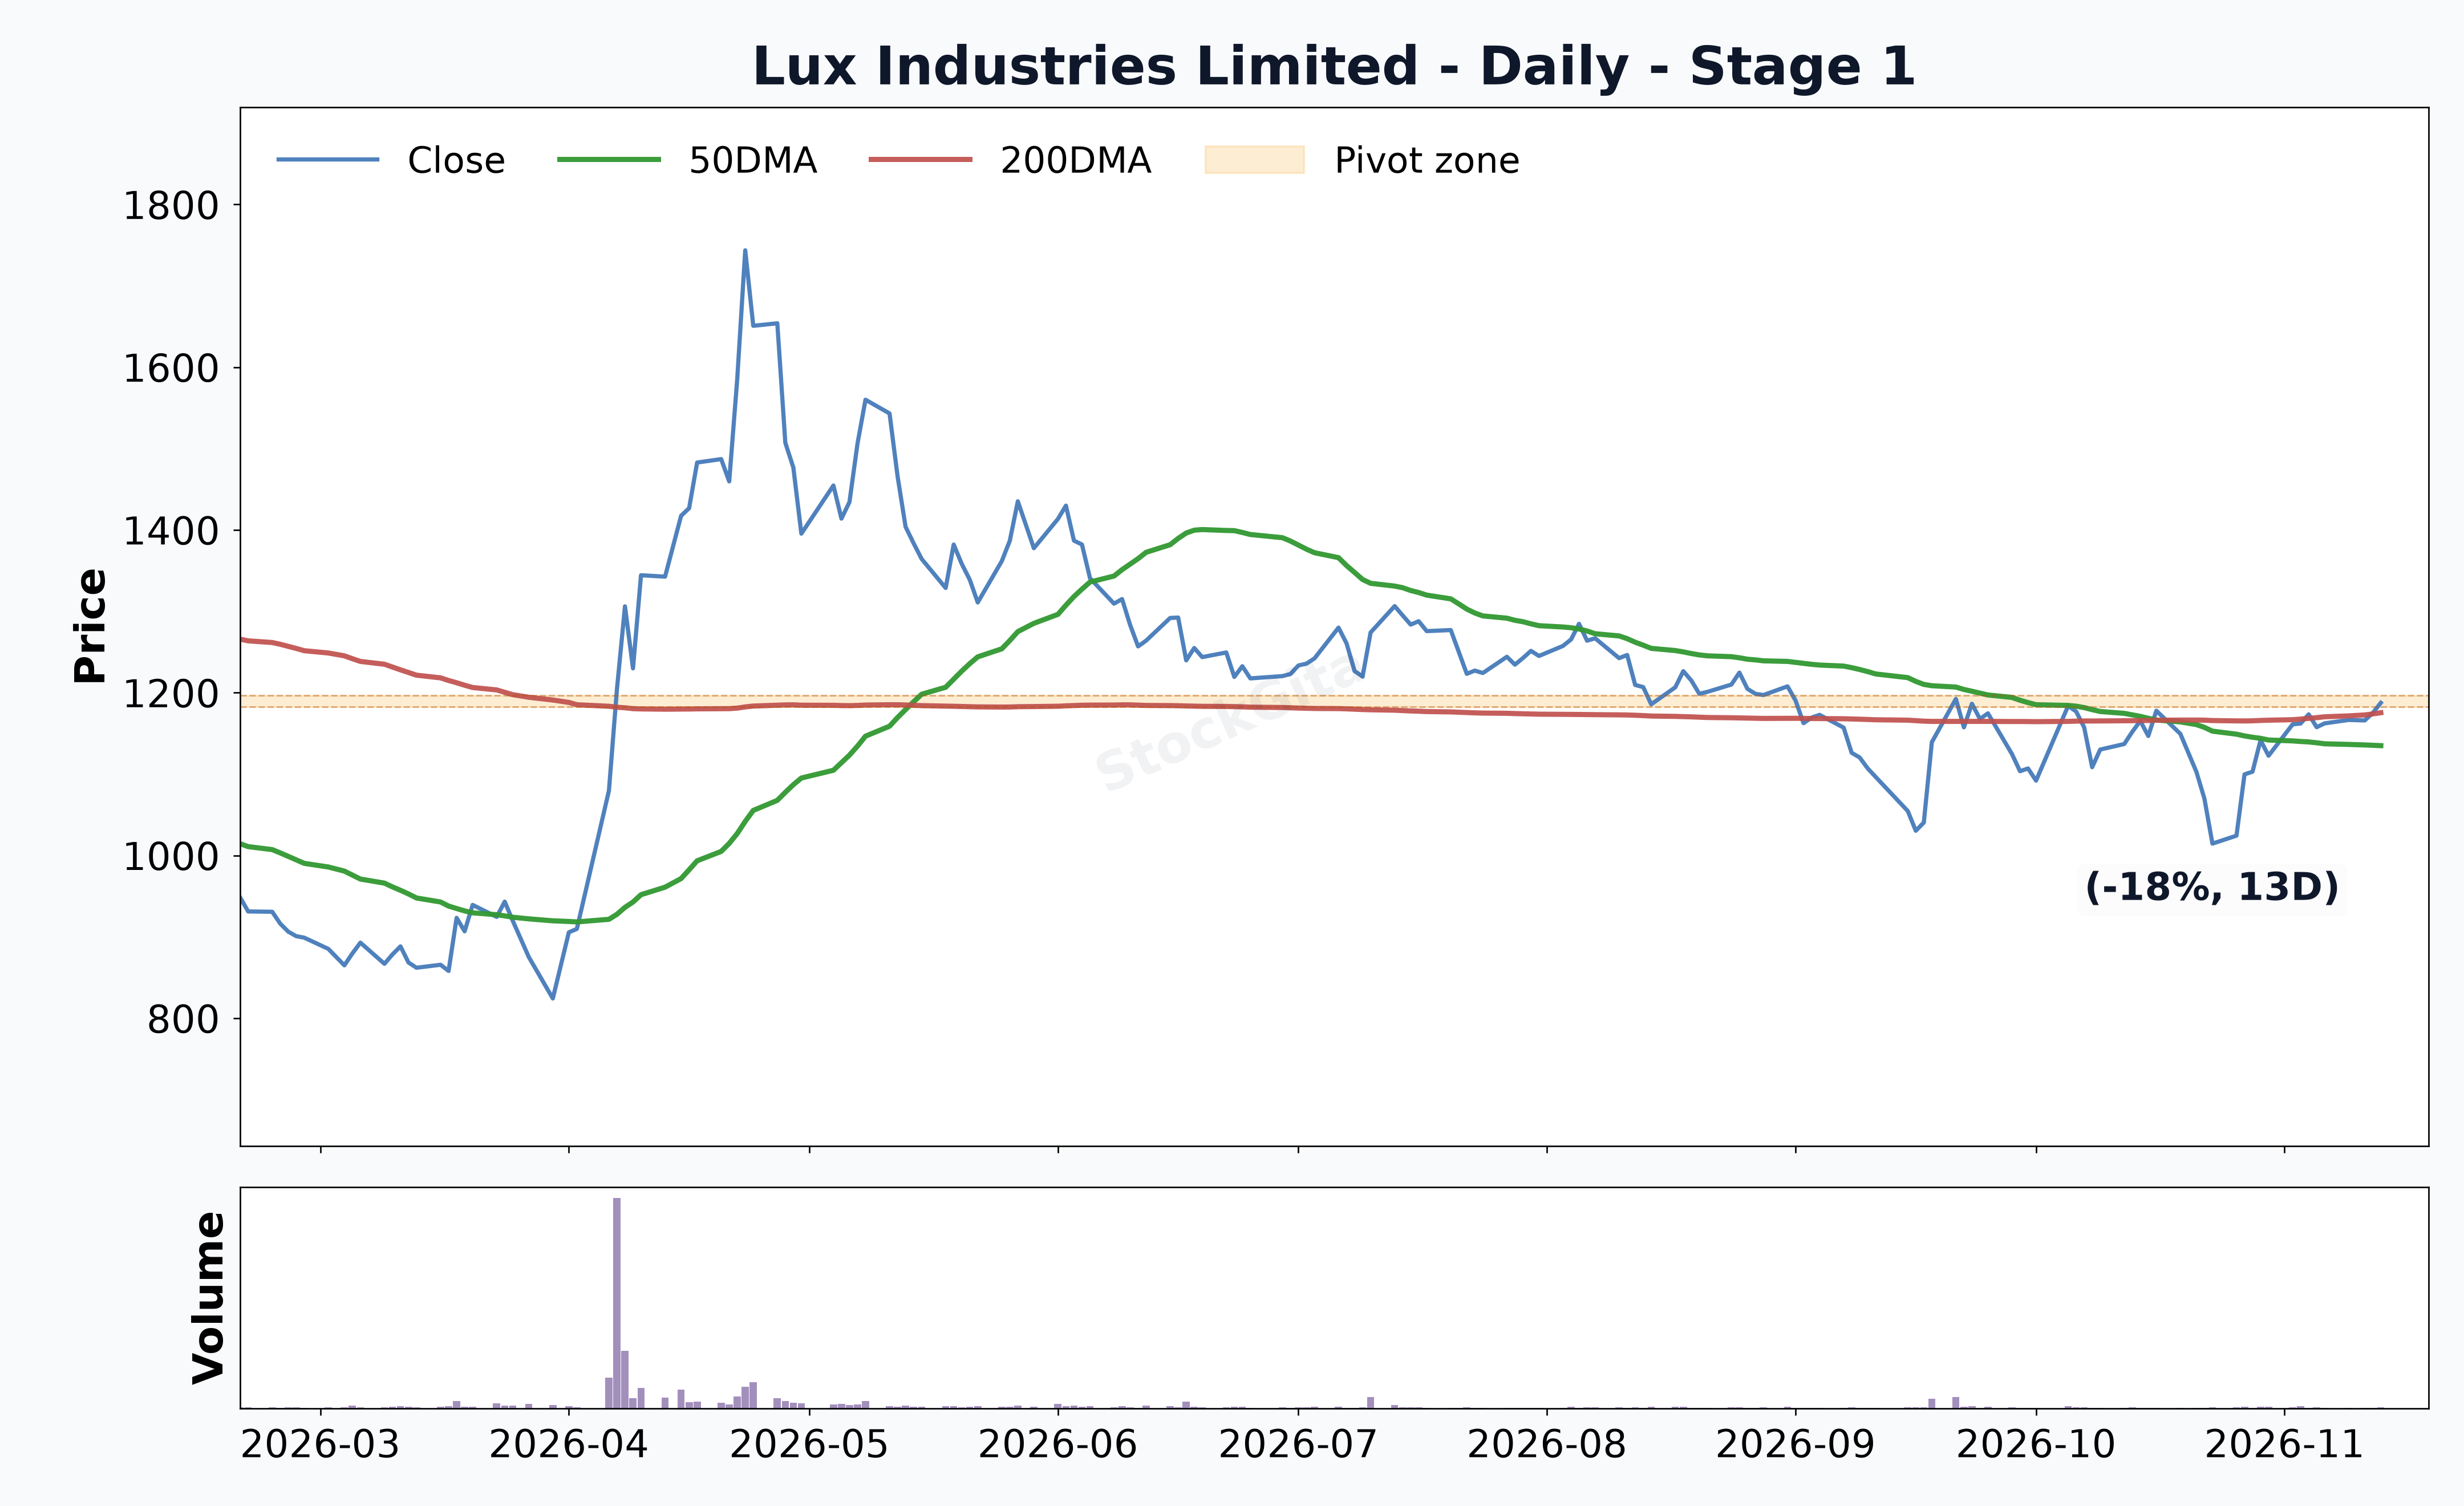 Lux Industries Limited - Daily - Stage 1
Close 50DMA 200DMA Pivot zone
Price
1800
1600
1400
1200
1000
800
StockGita
(-18%, 13D)
Volume
2026-03 2026-04 2026-05 2026-06 2026-07 2026-08 2026-09 2026-10 2026-11